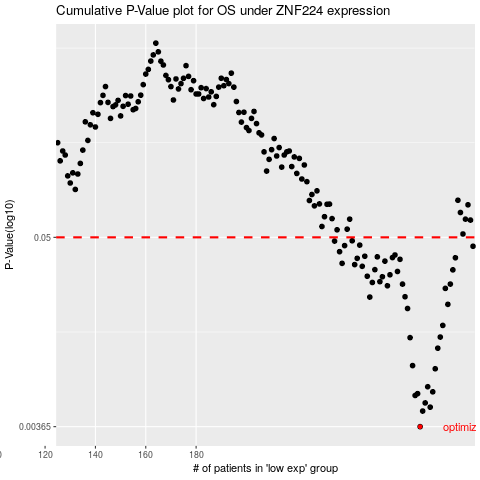 Cumulative P-Value plot for OS under ZNF224 expression
P-Value(log10)
0.05
0.00365
optimiz
0
120
140
160
180
# of patients in 'low exp' group